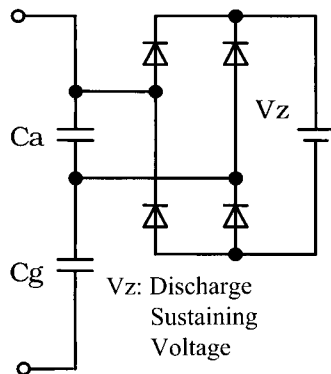 Ca
Vz
Cg
Vz: Discharge
Sustaining
Voltage